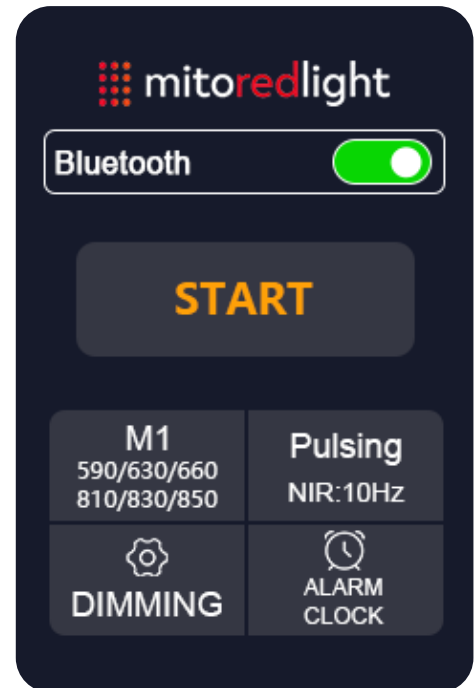 mitoredlight
Bluetooth
START
M1
590/630/660
810/830/850
Pulsing
NIR:10Hz
DIMMING
ALARM
CLOCK